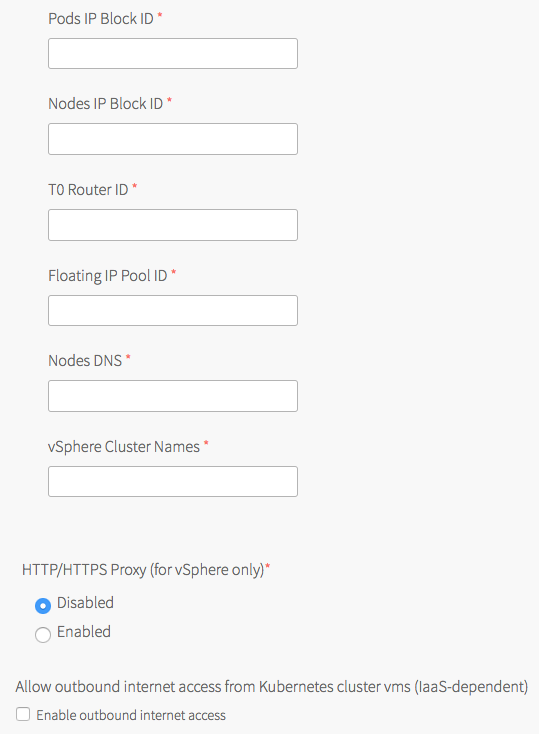 Pods IP Block ID *
Nodes IP Block ID *
T0 Router ID *
Floating IP Pool ID *
Nodes DNS *
vSphere Cluster Names *
HTTP/HTTPS Proxy (for vSphere only)*
Disabled
Enabled
Allow outbound internet access from Kubernetes cluster vms (IaaS-dependent)
Enable outbound internet access